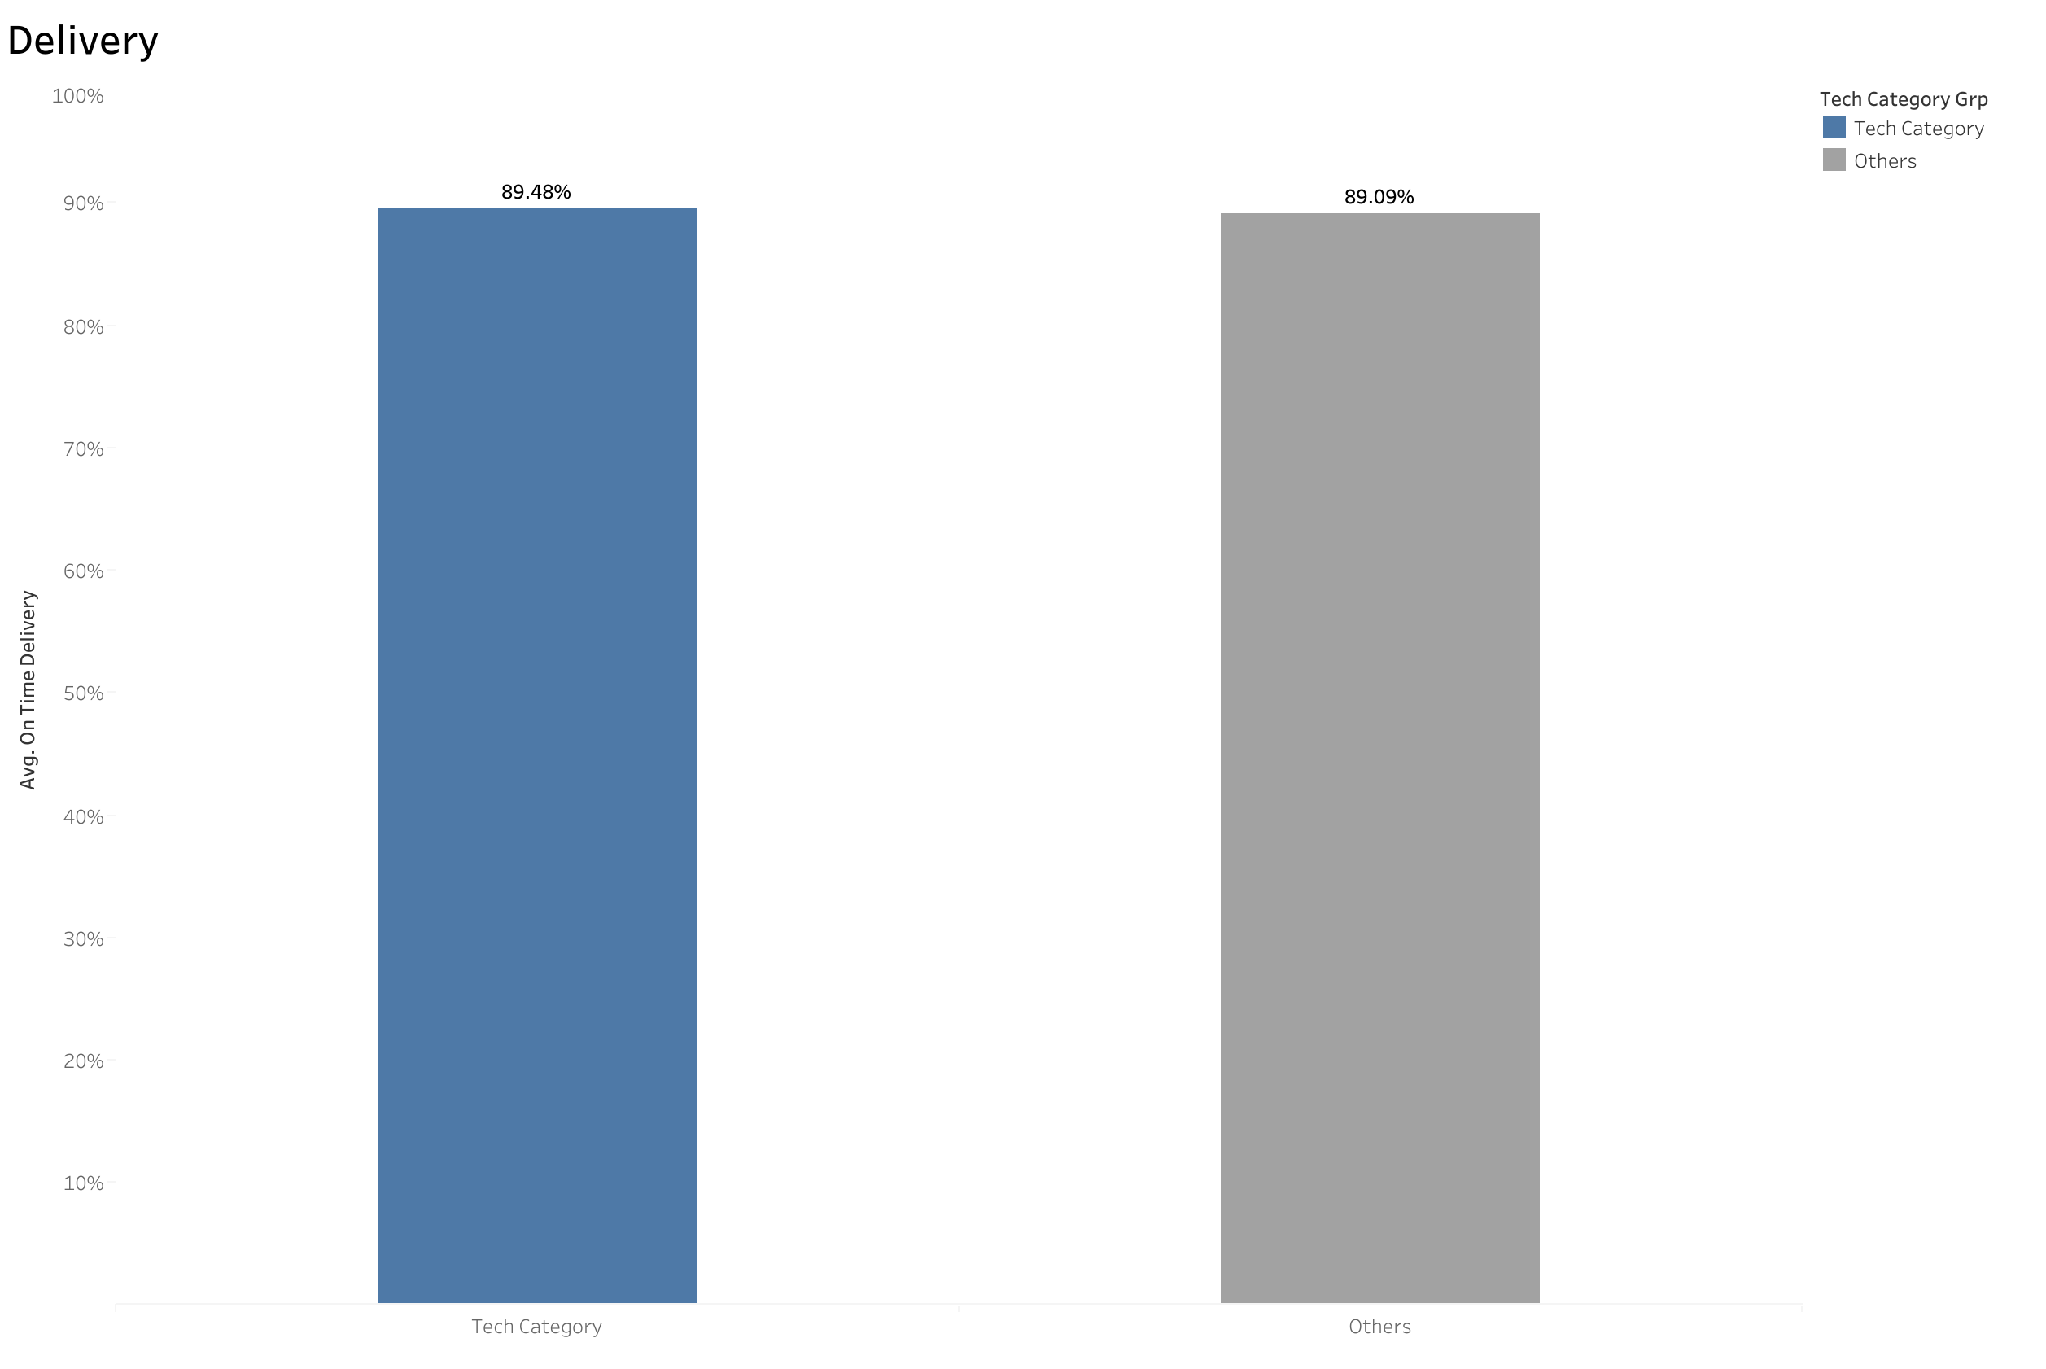 Delivery
100%
90%
80%
70%
60%
50%
40%
30%
20%
10%
Avg. On Time Delivery
89.48%
89.09%
Tech Category
Others
Tech Category Grp
Tech Category
Others